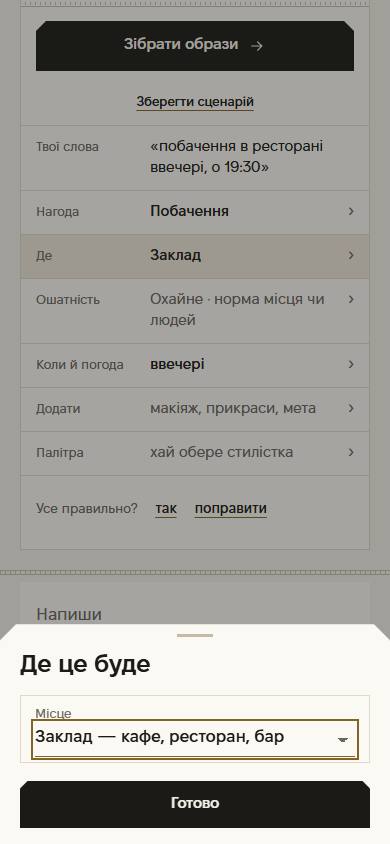 Зібрати образи →
Зберегти сценарій
Твої слова «побачення в ресторані
ввечері, о 19:30»
Нагода Побачення
Де Заклад
Ошатність Охайне · норма місця чи
людей
Коли й погода ввечері
Додати макіяж, прикраси, мета
Палітра хай обере стилістка
Усе правильно? так поправити
Напиши
Де це буде
Місце
Заклад — кафе, ресторан, бар
Готово